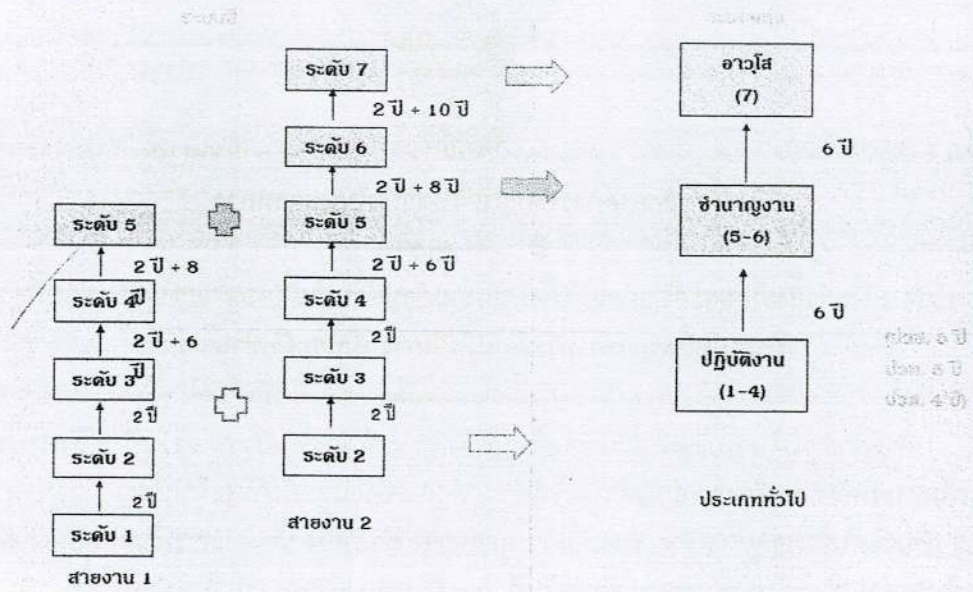 ระดับ 7
2 ปี + 10 ปี
ระดับ 6
2 ปี + 8 ปี
ระดับ 5
2 ปี + 6 ปี
ระดับ 4
2 ปี
ระดับ 3
2 ปี
ระดับ 2
สายงาน 2
ระดับ 5
2 ปี + 8
ปี
ระดับ 4
2 ปี + 6
ปี
ระดับ 3
2 ปี
ระดับ 2
2 ปี
ระดับ 1
สายงาน 1
อาวุโส
(7)
6 ปี
ชำนาญงาน
(5-6)
6 ปี
ปฏิบัติงาน
(1-4)
ประเภททั่วไป